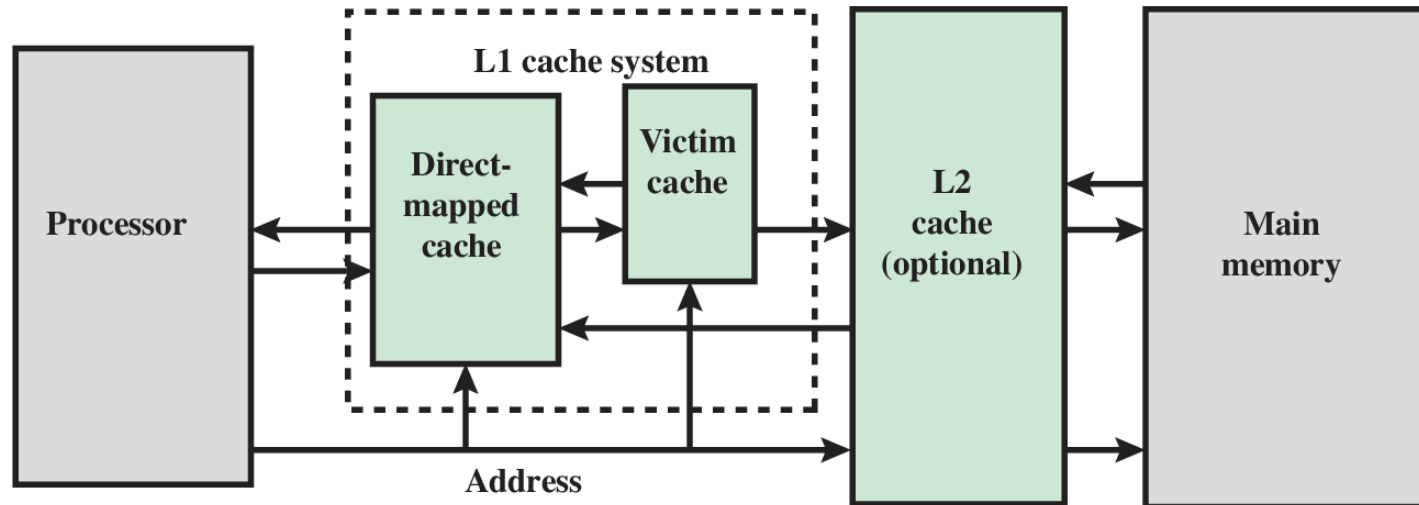 L1 cache system
Processor
Direct-
mapped
cache
Victim
cache
L2
cache
(optional)
Main
memory
Address